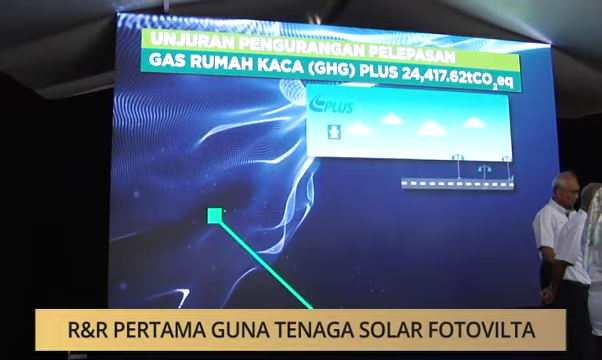 UNJURAN PENGURANGAN PELEPASAN
GAS RUMAH KACA (GHG) PLUS 24,417.62tCO₂eq
PLUS
R&R PERTAMA GUNA TENAGA SOLAR FOTOVILTA